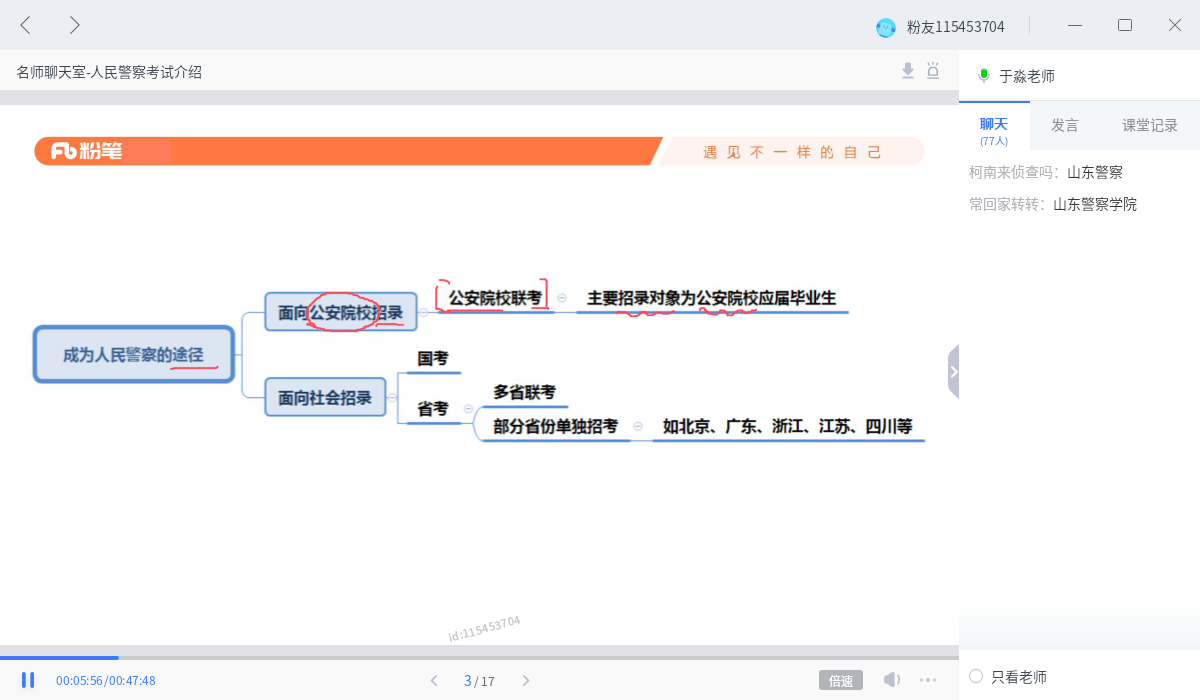 粉友115453704
名师聊天室-人民警察考试介绍
于淼老师
聊天
(77人)
发言
课堂记录
柯南来侦查吗： 山东警察
常回家转转： 山东警察学院
Fb粉笔
遇见不一样的自己
成为人民警察的途径
面向公安院校招录
公安院校联考
主要招录对象为公安院校应届毕业生
面向社会招录
国考
省考
多省联考
部分省份单独招考
如北京、广东、浙江、江苏、四川等
id:115453704
00:05:56/00:47:48
3 / 17
倍速
只看老师